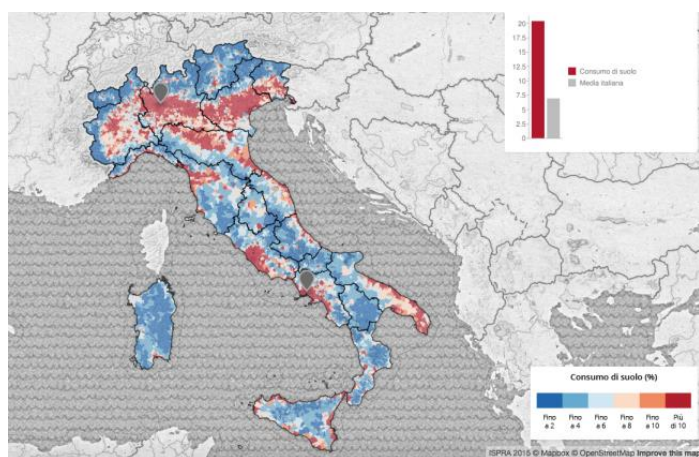 20
17.5
15
12.5
10
7.5
5
2.5
Consumo di suolo
Media italiana
Consumo di suolo (%)
Fino a 2
Fino a 4
Fino a 6
Fino a 8
Fino a 10
Più di 10
ISPRA 2015 © Mapbox © OpenStreetMap Improve this map